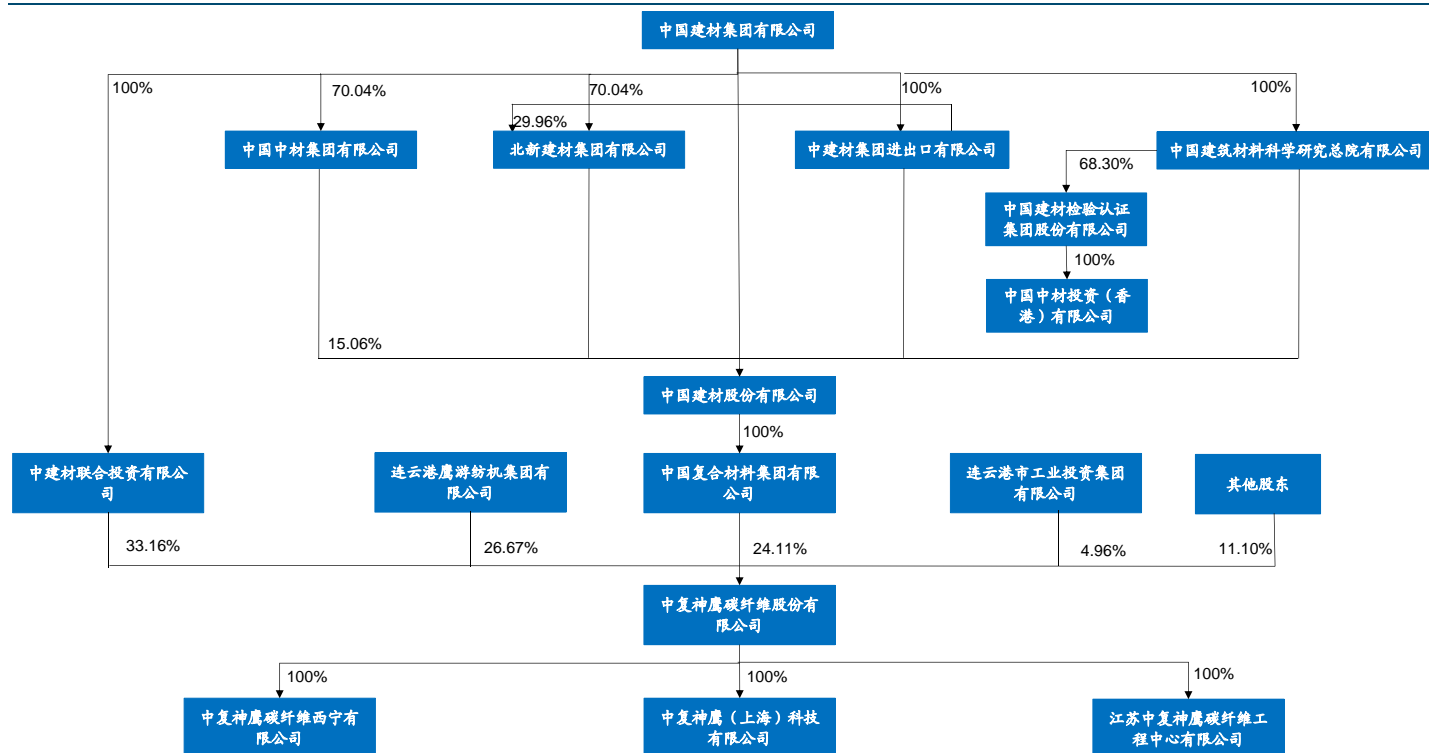 中国建材集团有限公司
100%
70.04%
70.04%
100%
100%
29.96%
中国中材集团有限公司
北新建材集团有限公司
中建材集团进出口有限公司
中国建筑材料科学研究总院有限公司
68.30%
中国建材检验认证
集团股份有限公司
100%
中国中材投资（香
港）有限公司
15.06%
中国建材股份有限公司
100%
中建材联合投资有限公
司
连云港鹰游纺机集团有
限公司
中国复合材料集团有限
公司
连云港市工业投资集团
有限公司
其他股东
33.16%
26.67%
24.11%
4.96%
11.10%
中复神鹰碳纤维股份有
限公司
100%
100%
100%
中复神鹰碳纤维西宁有
限公司
中复神鹰（上海）科技
有限公司
江苏中复神鹰碳纤维工
程中心有限公司